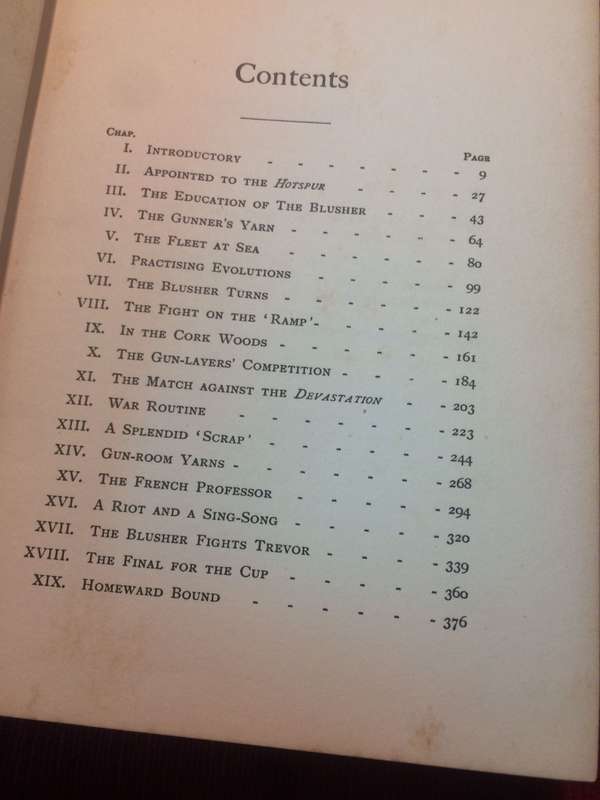 Contents
Chap. Page
I. Introductory - - - - - - 9
II. Appointed to the Hotspur - - - - 27
III. The Education of The Blusher - - - 43
IV. The Gunner's Yarn - - - - - 64
V. The Fleet at Sea - - - - - 80
VI. Practising Evolutions - - - - 99
VII. The Blusher Turns - - - - - 122
VIII. The Fight on the 'Ramp' - - - - - 142
IX. In the Cork Woods - - - - - 161
X. The Gun-layers' Competition - - - - 184
XI. The Match against the Devastation - - 203
XII. War Routine - - - - - - 223
XIII. A Splendid 'Scrap' - - - - - 244
XIV. Gun-room Yarns - - - - - - 268
XV. The French Professor - - - - - 294
XVI. A Riot and a Sing-Song - - - - - 320
XVII. The Blusher Fights Trevor - - - - 339
XVIII. The Final for the Cup - - - - - 360
XIX. Homeward Bound - - - - - - 376